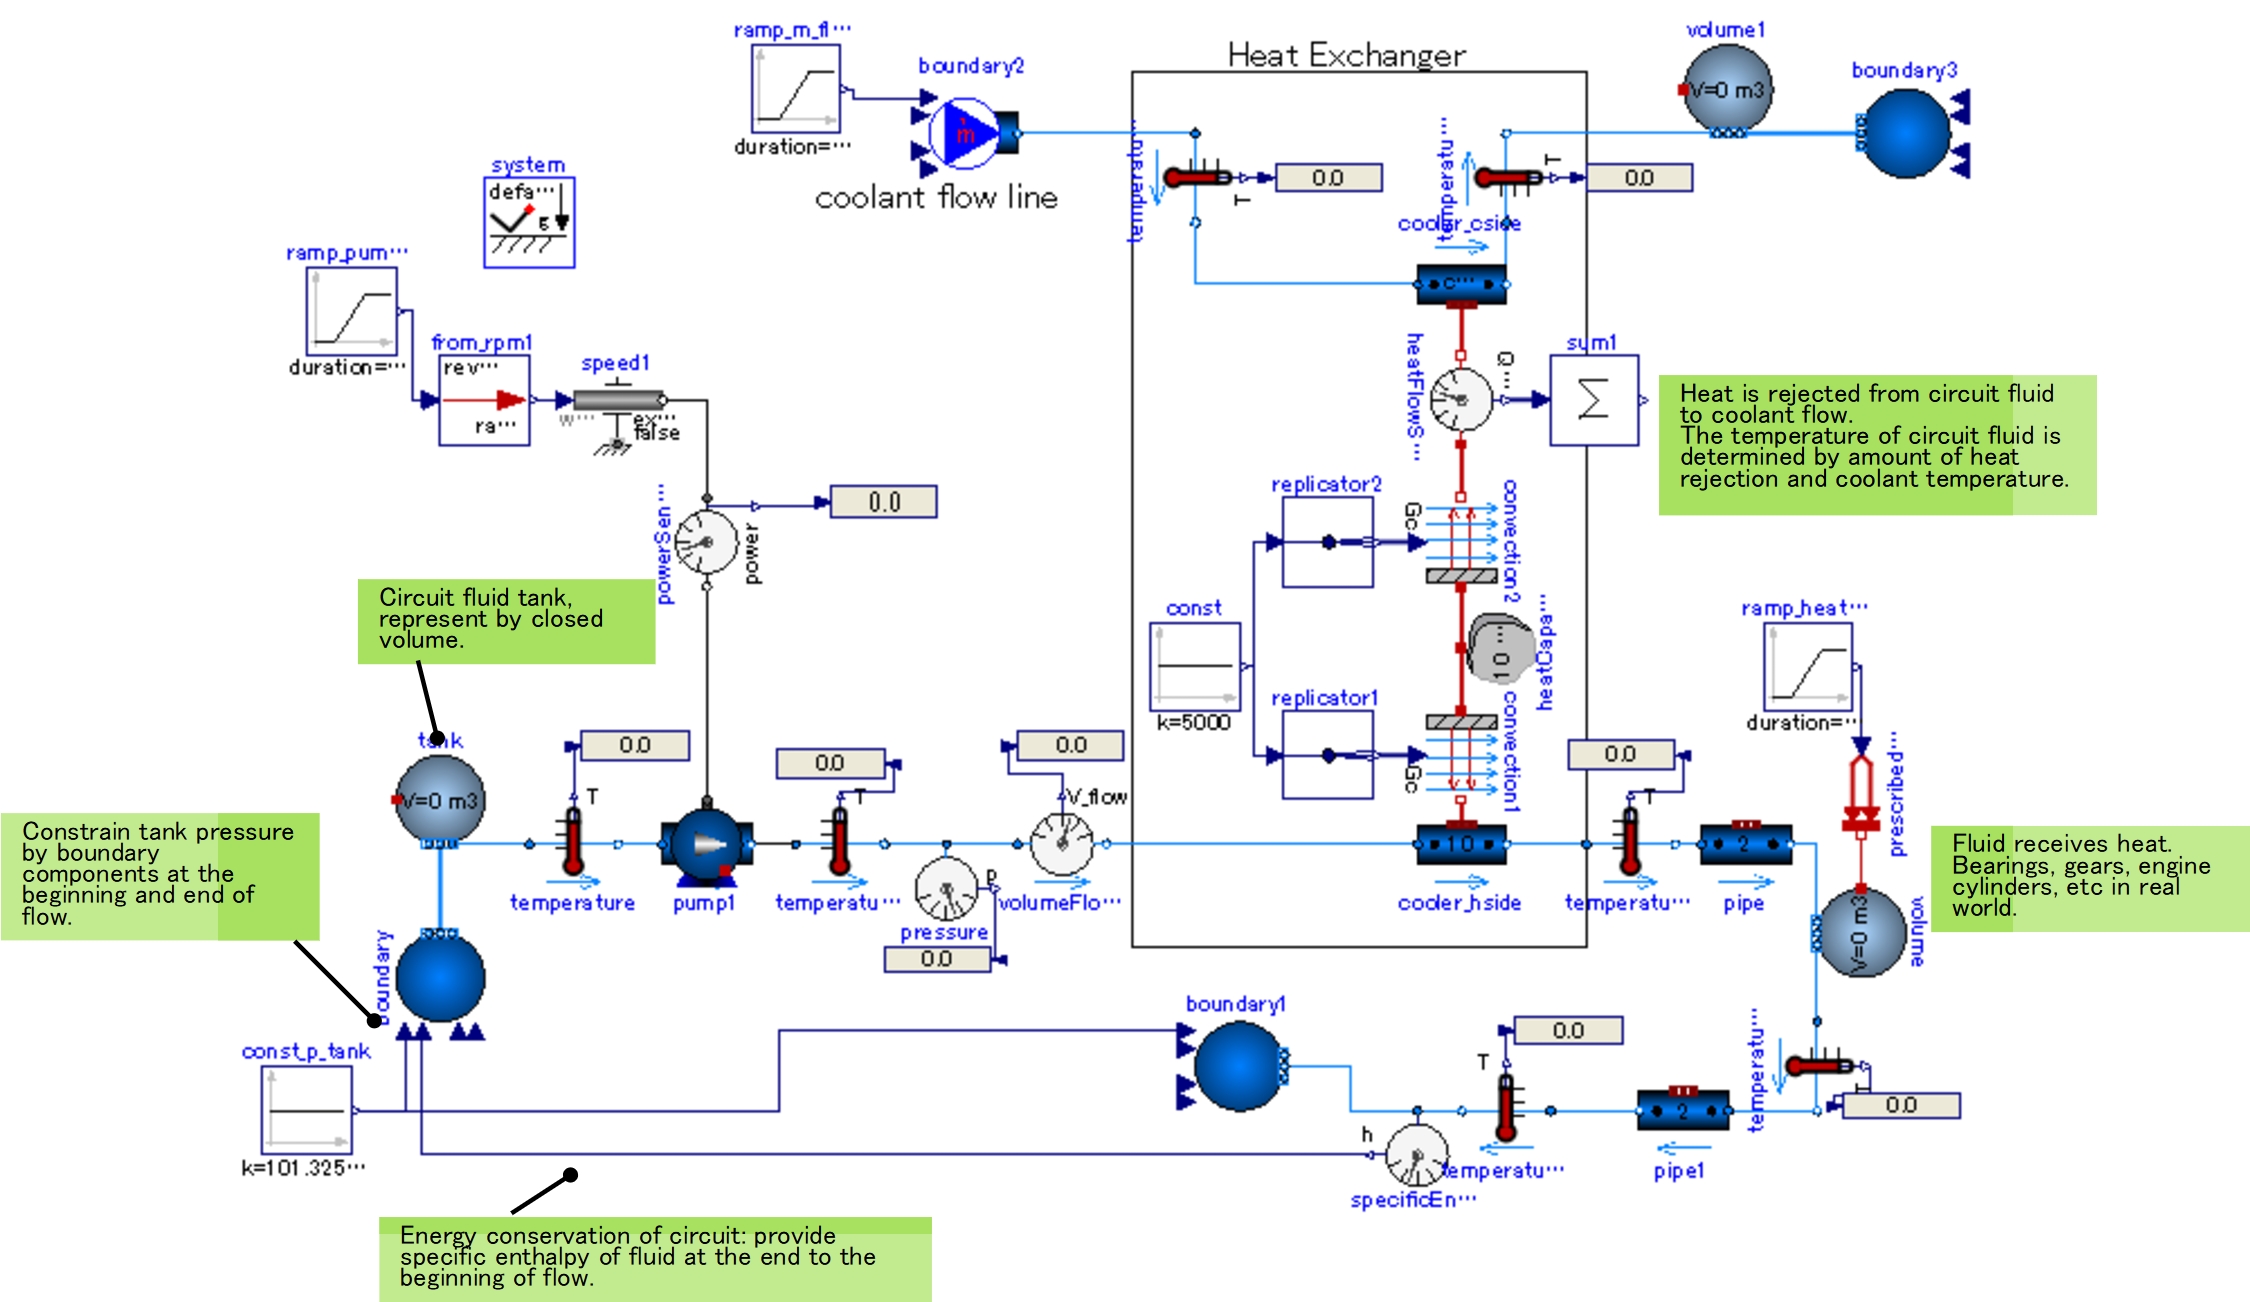 ramp_m_fl…
duration=…
boundary2
ṁ
coolant flow line
Heat Exchanger
volume1
V=0 m3
boundary3
system
defa…
g
temperatu…
T
0.0
temperatu…
T
0.0
cooler_cside
c…
ramp_pum…
duration=…
from_rpm1
rev…
ra…
speed1
w…
ex…
false
heatFlowS…
Q…
sum1
Σ
Heat is rejected from circuit fluid
to coolant flow.
The temperature of circuit fluid is
determined by amount of heat
rejection and coolant temperature.
powerSen…
power
0.0
replicator2
Gc
convection2
const
k=5000
10…
heatCapa…
replicator1
Gc
convection1
ramp_heat…
duration=…
prescribed…
Circuit fluid tank,
represent by closed
volume.
tank
V=0 m3
0.0
T
temperature
pump1
0.0
T
temperatu…
0.0
V_flow
volumeFlo…
p
pressure
0.0
10
cooler_hside
0.0
T
temperatu…
2
pipe
V=0 m3
volume
Fluid receives heat.
Bearings, gears, engine
cylinders, etc in real
world.
Constrain tank pressure
by boundary
components at the
beginning and end of
flow.
boundary
const_p_tank
k=101.325…
boundary1
0.0
T
temperatu…
h
specificEn…
2
pipe1
temperatu…
T
0.0
Energy conservation of circuit: provide
specific enthalpy of fluid at the end to the
beginning of flow.